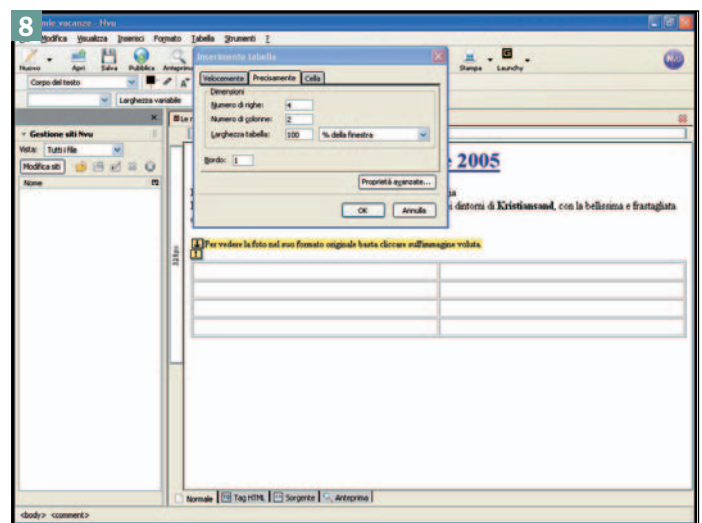 8
mie vacanze - Nvu
Modifica Visualizza Inserisci Formato Tabella Strumenti ?
Nuovo Apri Salva Pubblica Stampa Launchy
NVU
Corpo del testo
Larghezza variabile
Inserimento tabella
Velocemente Precisamente Cella
Dimensioni
Numero di righe: 4
Numero di colonne: 2
Larghezza tabella: 100 % della finestra
Bordo: 1
Proprietà avanzate...
OK Annulla
Gestione siti Nvu
Vista: Tutti i file
Modifica siti
Nome
2005
i dintorni di Kristiansand, con la bellissima e frastagliata
Per vedere la foto nel suo formato originale basta cliccare sull'immagine voluta.
Normale Tag HTML Sorgente Anteprima
<body> <comment>